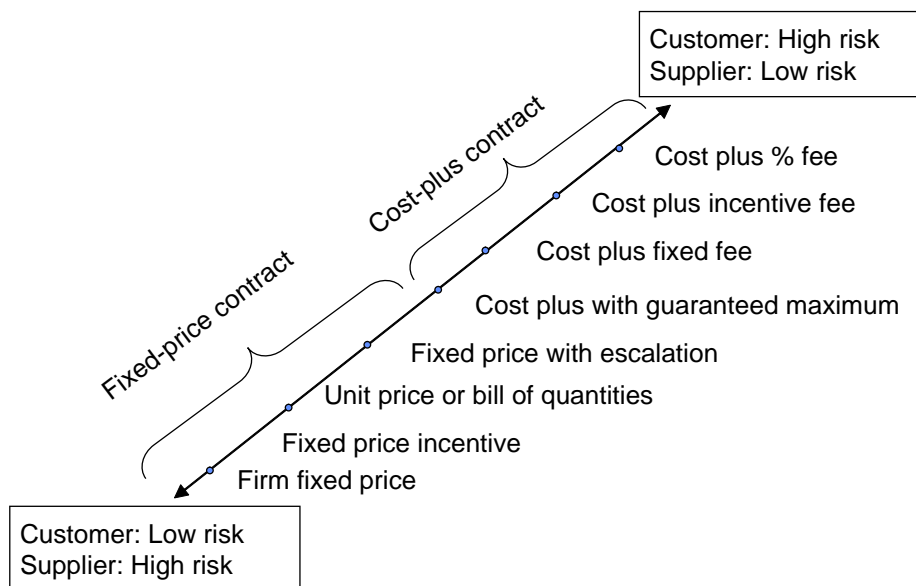 Customer: High risk
Supplier: Low risk
Cost-plus contract
Cost plus % fee
Cost plus incentive fee
Cost plus fixed fee
Fixed-price contract
Cost plus with guaranteed maximum
Fixed price with escalation
Unit price or bill of quantities
Fixed price incentive
Firm fixed price
Customer: Low risk
Supplier: High risk